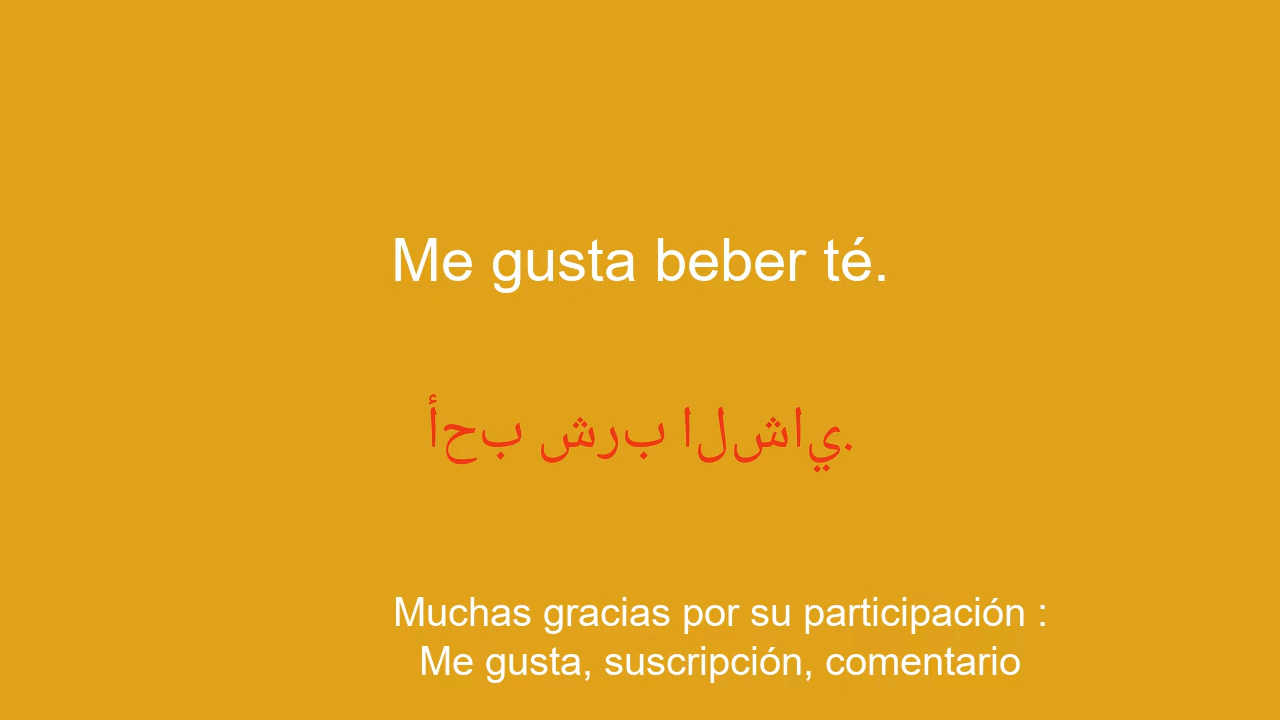 Me gusta beber té.
أحب شرب الشاي.
Muchas gracias por su participación :
Me gusta, suscripción, comentario